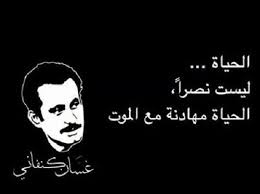 الحياة ...
ليست نصراً،
الحياة مهادنة مع الموت
غسان كنفاني